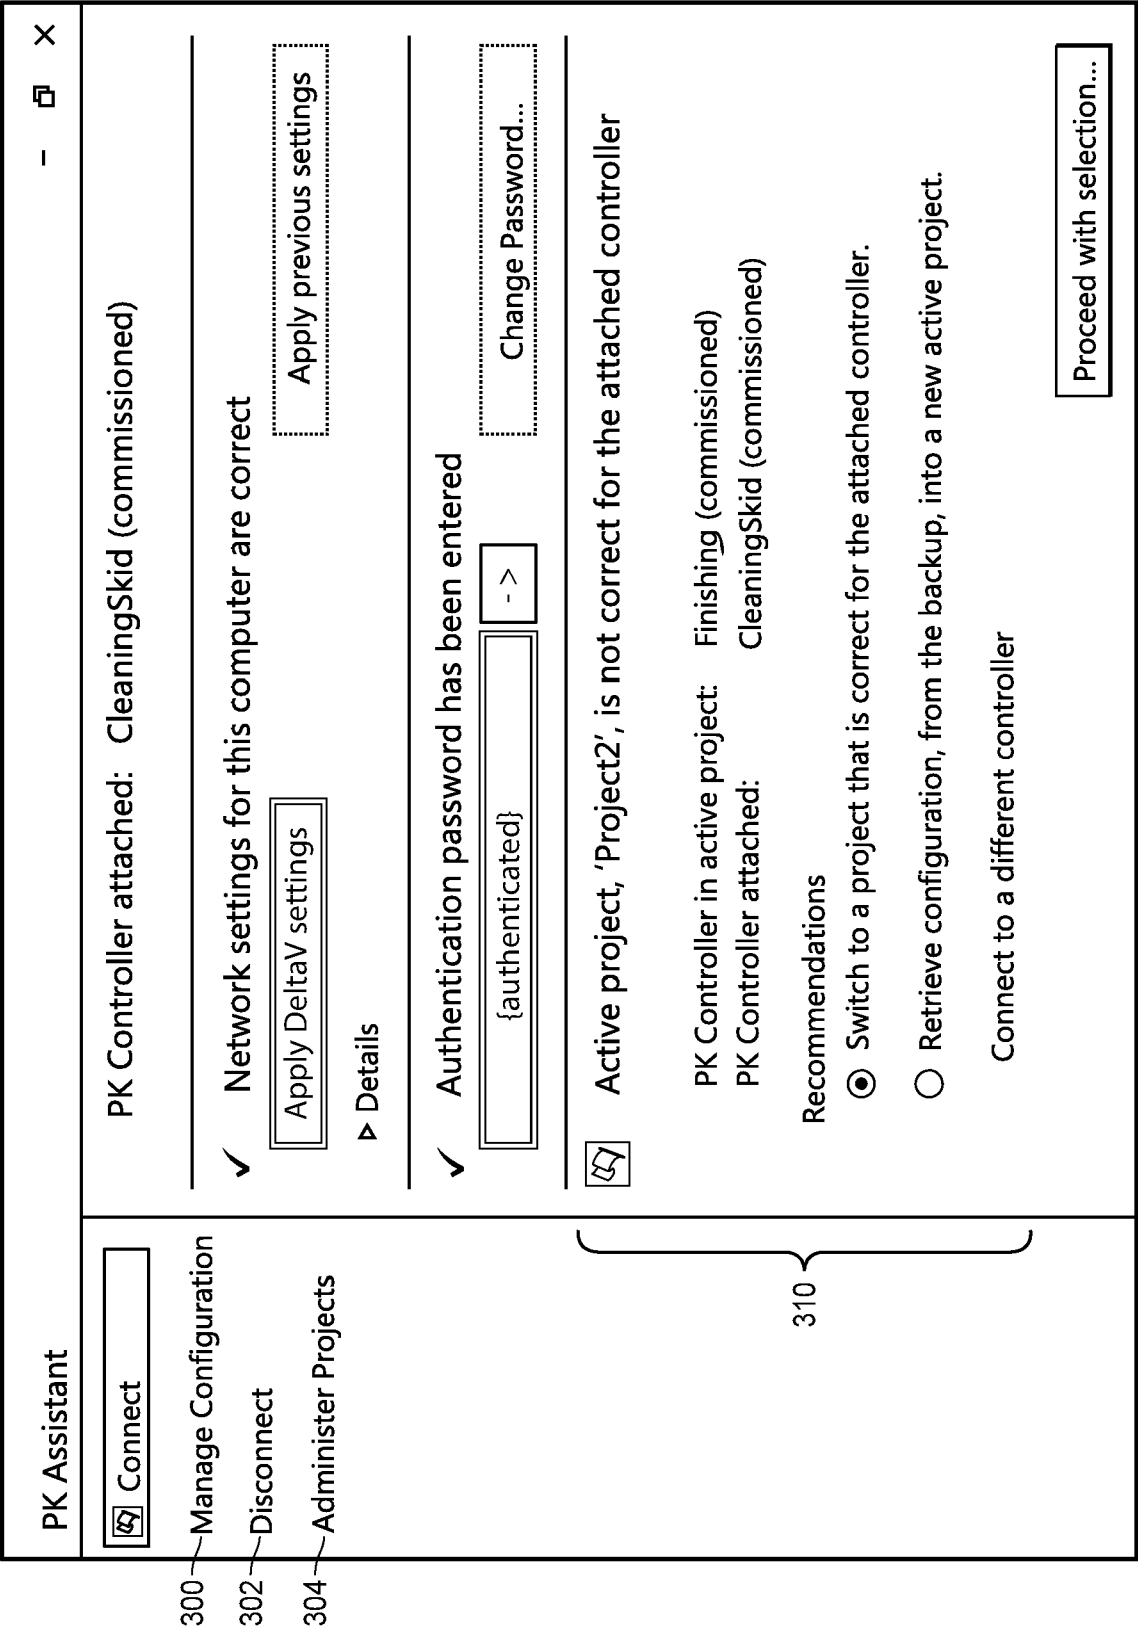 PK Assistant
Connect
300 Manage Configuration
302 Disconnect
304 Administer Projects
310
PK Controller attached: CleaningSkid (commissioned)
Network settings for this computer are correct
Apply DeltaV settings Apply previous settings
Details
Authentication password has been entered
{authenticated} -> Change Password...
Active project, ‘Project2’, is not correct for the attached controller
PK Controller in active project: Finishing (commissioned)
PK Controller attached: CleaningSkid (commissioned)
Recommendations
Switch to a project that is correct for the attached controller.
Retrieve configuration, from the backup, into a new active project.
Connect to a different controller
Proceed with selection...